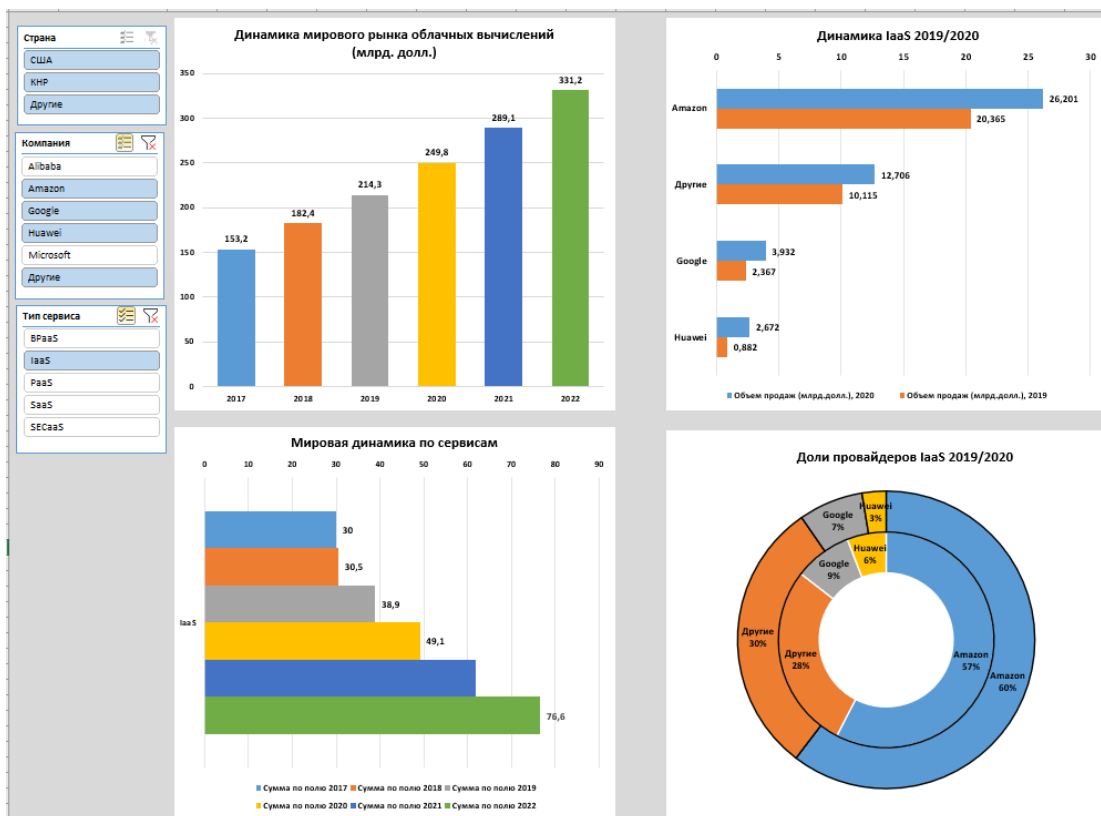 Страна
США
КНР
Другие
Компания
Alibaba
Amazon
Google
Huawei
Microsoft
Другие
Тип сервиса
BPaaS
IaaS
PaaS
SaaS
SECaaS
Динамика мирового рынка облачных вычислений
(млрд. долл.)
350
300
250
200
150
100
50
0
153,2
182,4
214,3
249,8
289,1
331,2
2017 2018 2019 2020 2021 2022
Динамика IaaS 2019/2020
0 5 10 15 20 25 30
Amazon
26,201
20,365
Другие
12,706
10,115
Google
3,932
2,367
Huawei
2,672
0,882
Объем продаж (млрд.долл.), 2020 Объем продаж (млрд.долл.), 2019
Мировая динамика по сервисам
0 10 20 30 40 50 60 70 80 90
IaaS
30
30,5
38,9
49,1
76,6
Сумма по полю 2017 Сумма по полю 2018 Сумма по полю 2019
Сумма по полю 2020 Сумма по полю 2021 Сумма по полю 2022
Доли провайдеров IaaS 2019/2020
Huawei
3%
Google
7%
Huawei
6%
Google
9%
Другие
30%
Другие
28%
Amazon
57%
Amazon
60%